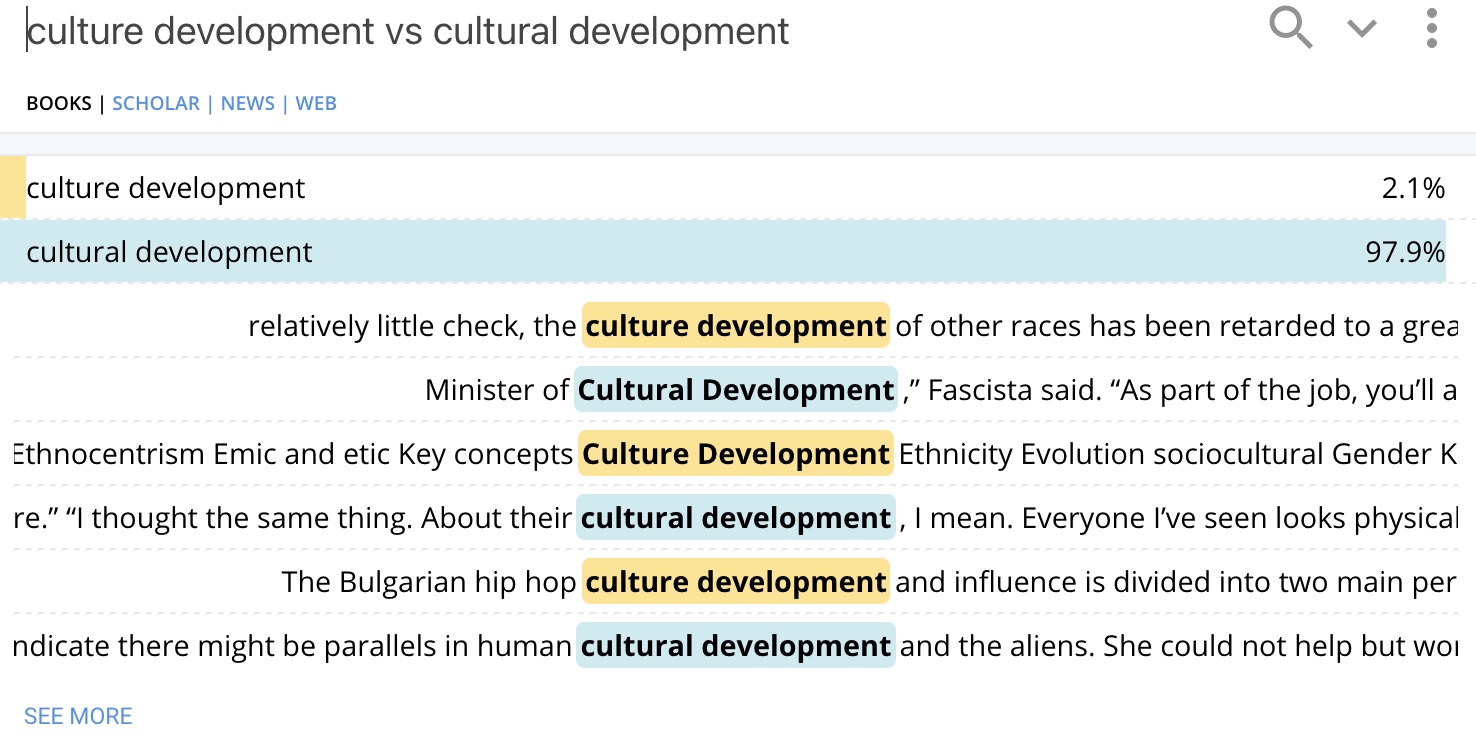 culture development vs cultural development
BOOKS | SCHOLAR | NEWS | WEB
culture development 2.1%
cultural development 97.9%
relatively little check, the culture development of other races has been retarded to a grea
Minister of Cultural Development ,” Fascista said. “As part of the job, you’ll a
Ethnocentrism Emic and etic Key concepts Culture Development Ethnicity Evolution sociocultural Gender K
re.” “I thought the same thing. About their cultural development , I mean. Everyone I’ve seen looks physical
The Bulgarian hip hop culture development and influence is divided into two main per
ndicate there might be parallels in human cultural development and the aliens. She could not help but wo
SEE MORE